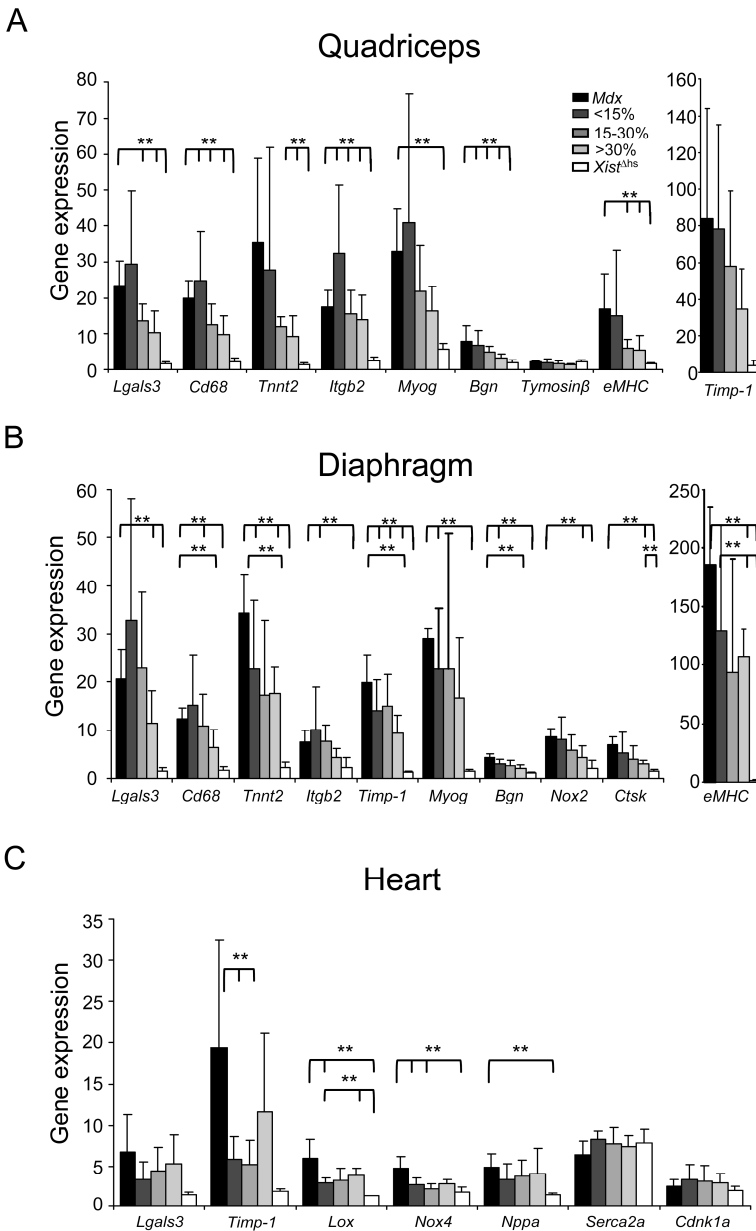 A
Quadriceps
Gene expression
80
70
60
50
40
30
20
10
0
** ** ** ** ** ** **
Mdx
<15%
15-30%
>30%
XistΔhs
160
140
120
100
80
60
40
20
0
Lgals3 Cd68 Tnnt2 Itgb2 Myog Bgn Tymosinβ eMHC Timp-1
B
Diaphragm
Gene expression
60
50
40
30
20
10
0
** ** ** ** ** ** ** ** ** **
** ** ** ** ** **
250
200
150
100
50
0
Lgals3 Cd68 Tnnt2 Itgb2 Timp-1 Myog Bgn Nox2 Ctsk eMHC
C
Heart
Gene expression
35
30
25
20
15
10
5
0
**
** ** **
**
Lgals3 Timp-1 Lox Nox4 Nppa Serca2a Cdnk1a